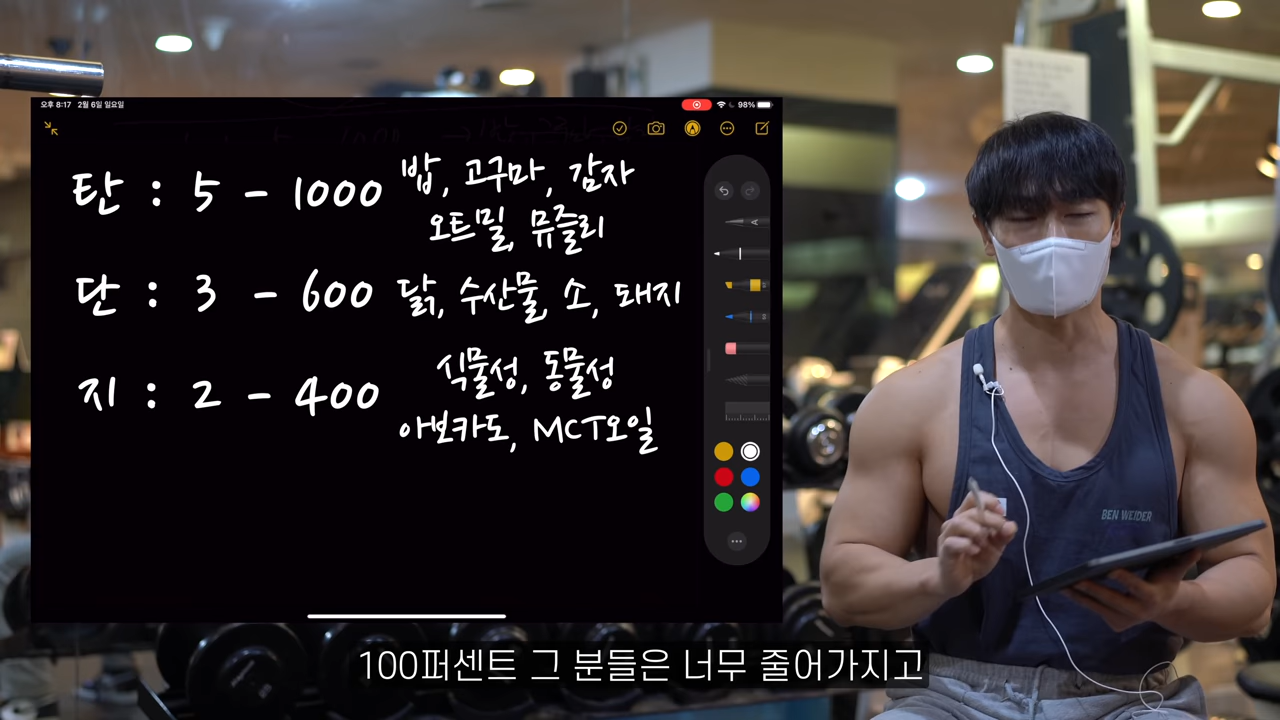 오후 8:17 2월 6일 일요일
98%
탄 : 5 - 1000 밥, 고구마, 감자
오트밀, 뮤즐리
단 : 3 - 600 닭, 수산물, 소, 돼지
지 : 2 - 400 식물성, 동물성
아보카도, MCT오일
BEN WEIDER
100퍼센트 그 분들은 너무 줄어가지고